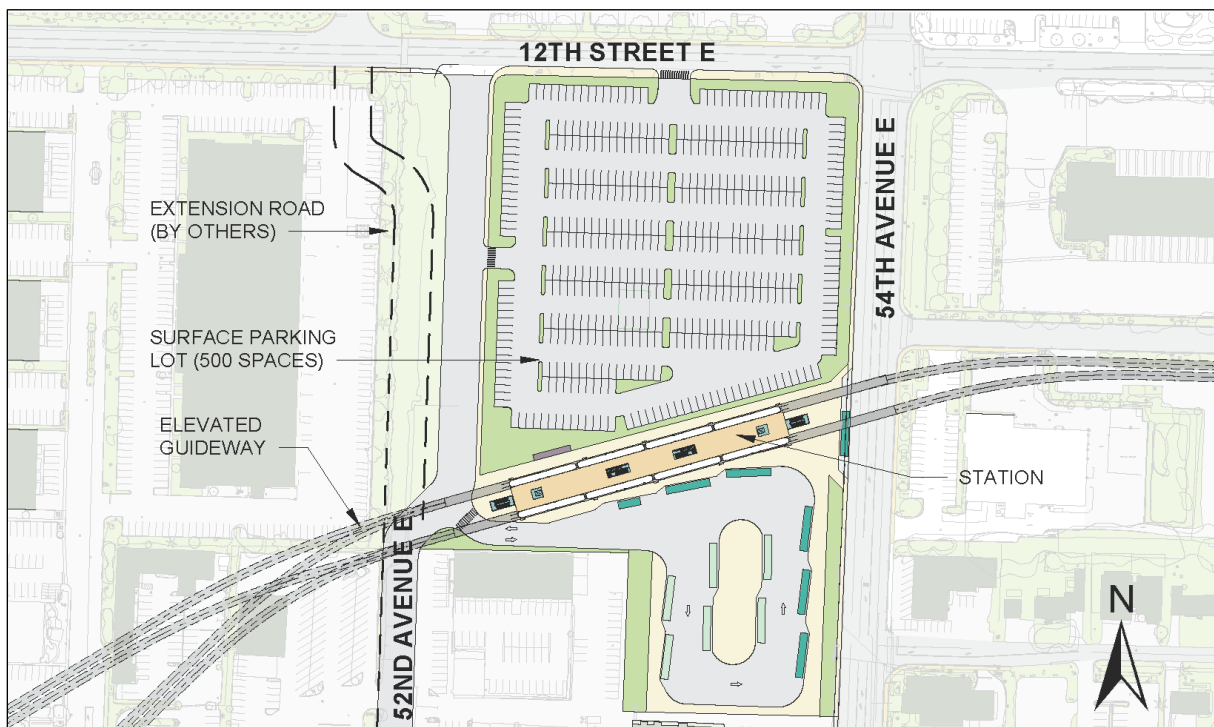 12TH STREET E
54TH AVENUE E
EXTENSION ROAD
(BY OTHERS)
SURFACE PARKING
LOT (500 SPACES)
ELEVATED
GUIDEWAY
STATION
52ND AVENUE E
N